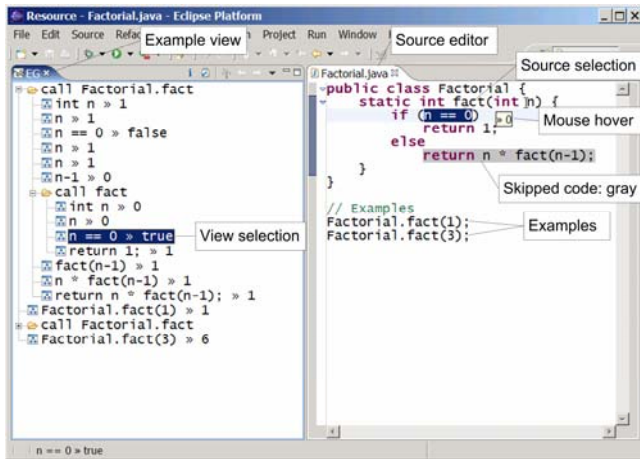 Resource - Factorial.java - Eclipse Platform
File Edit Source Refac Project Run Window
Example view
Source editor
EG
Factorial.java
call Factorial.fact
int n » 1
n » 1
n == 0 » false
n » 1
n » 1
n-1 » 0
call fact
int n » 0
n » 0
n == 0 » true
return 1; » 1
fact(n-1) » 1
n * fact(n-1) » 1
return n * fact(n-1); » 1
Factorial.fact(1) » 1
call Factorial.fact
Factorial.fact(3) » 6
View selection
Source selection
public class Factorial {
static int fact(int n) {
if (n == 0)
» 0
Mouse hover
return 1;
else
return n * fact(n-1);
}
}
Skipped code: gray
// Examples
Factorial.fact(1);
Factorial.fact(3);
Examples
n == 0 » true